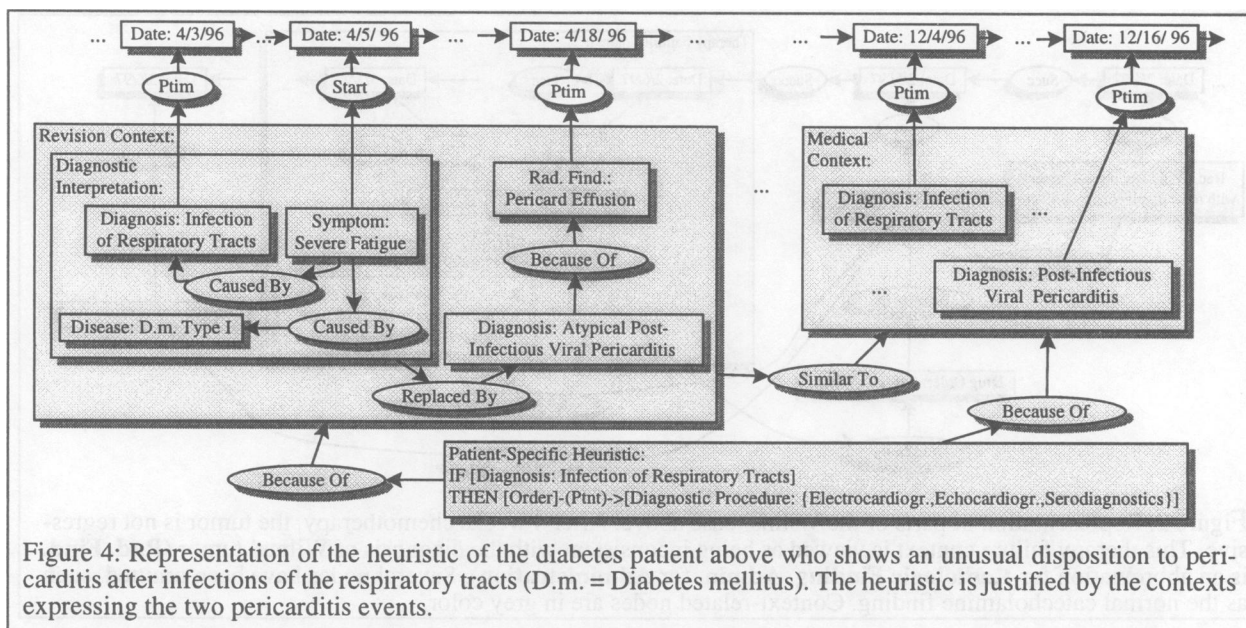 ... Date: 4/3/96 ... Date: 4/5/ 96 ... Date: 4/18/ 96 ... Date: 12/4/96 ... Date: 12/16/ 96
Ptim Start Ptim Ptim Ptim
Revision Context:
Diagnostic
Interpretation:
Diagnosis: Infection
of Respiratory Tracts
Symptom:
Severe Fatigue
Caused By
Disease: D.m. Type I
Caused By
Rad. Find.:
Pericard Effusion
Because Of
Diagnosis: Atypical Post-
Infectious Viral Pericarditis
Replaced By
...
Medical
Context:
Diagnosis: Infection
of Respiratory Tracts
...
Diagnosis: Post-Infectious
Viral Pericarditis
...
Similar To
Because Of
Because Of
Patient-Specific Heuristic:
IF [Diagnosis: Infection of Respiratory Tracts]
THEN [Order]-(Ptnt)->[Diagnostic Procedure: {Electrocardiogr.,Echocardiogr.,Serodiagnostics}]
Figure 4: Representation of the heuristic of the diabetes patient above who showed an unusual disposition to peri-
carditis after infections of the respiratory tracts (D.m. = Diabetes mellitus). The heuristic is justified by the contexts
expressing the two pericarditis events.